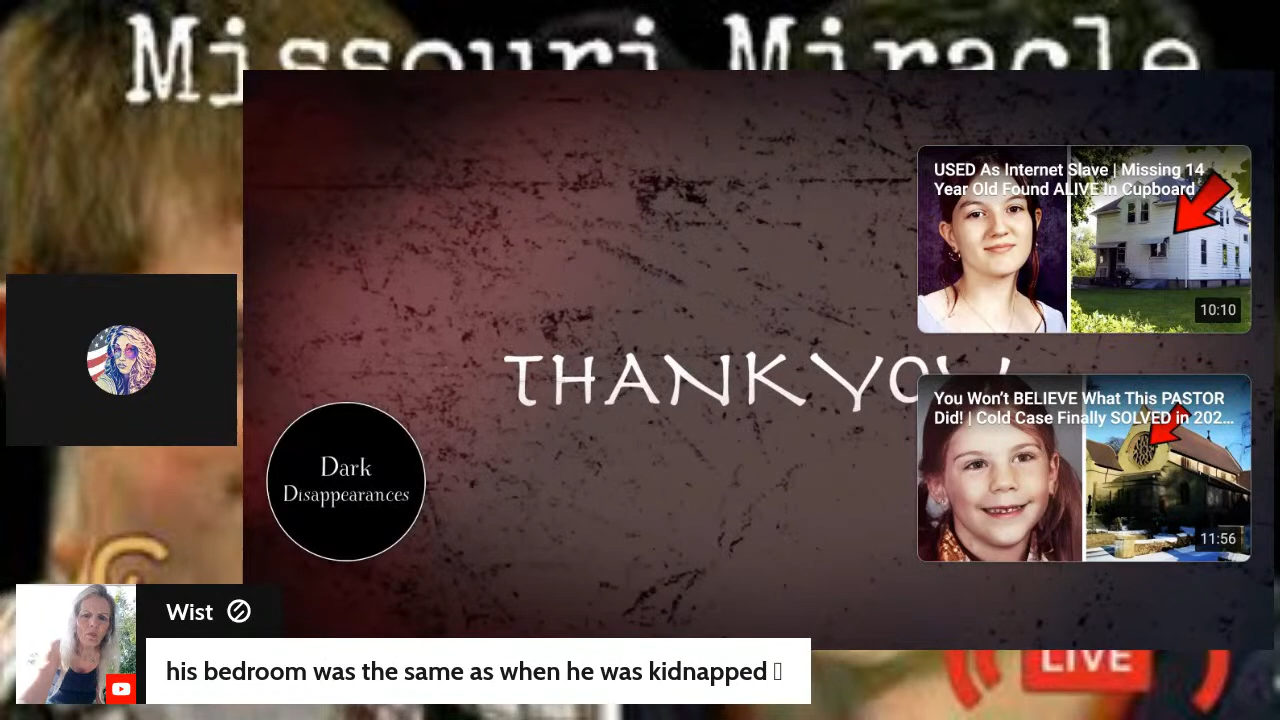 Missouri Miracle
USED As Internet Slave | Missing 14
Year Old Found ALIVE In Cupboard
10:10
THANK YOU
You Won't BELIEVE What This PASTOR
Did! | Cold Case Finally SOLVED in 202...
11:56
Dark
Disappearances
Wist
his bedroom was the same as when he was kidnapped
LIVE